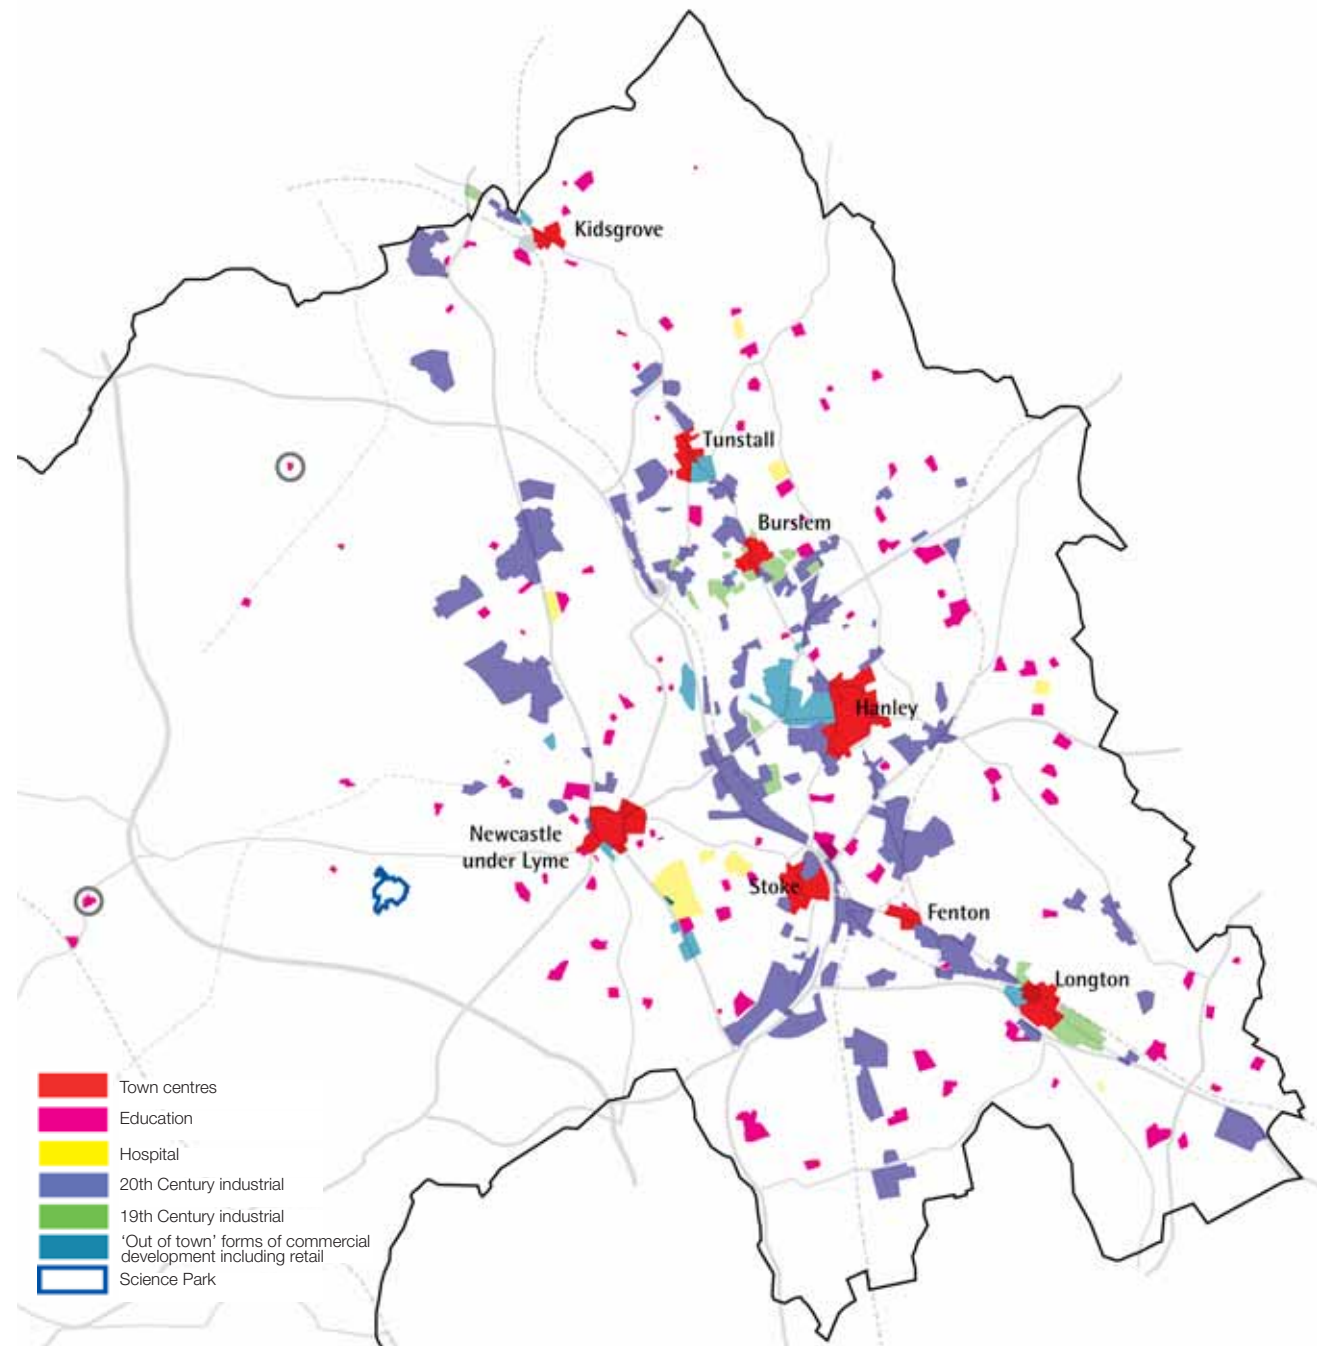 Kidsgrove
Tunstall
Burslem
Hanley
Newcastle
under Lyme
Stoke
Fenton
Longton
Town centres
Education
Hospital
20th Century industrial
19th Century industrial
‘Out of town’ forms of commercial
development including retail
Science Park